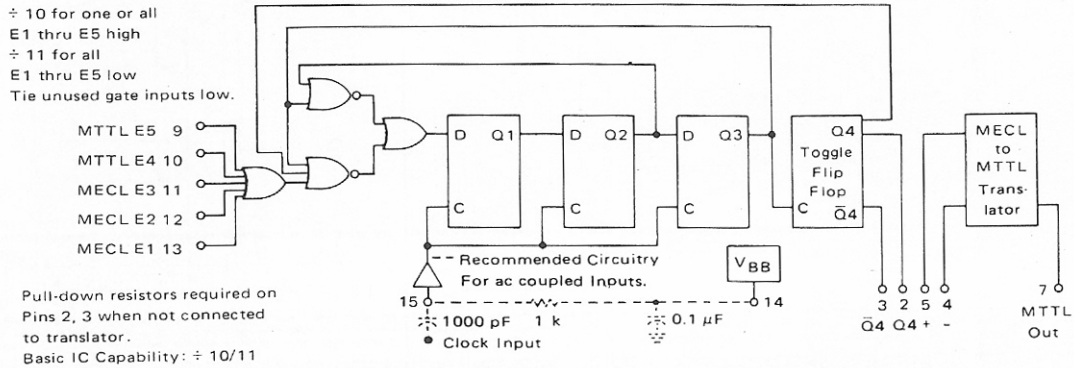 ÷ 10 for one or all
E1 thru E5 high
÷ 11 for all
E1 thru E5 low
Tie unused gate inputs low.
MTTL E5 9
MTTL E4 10
MECL E3 11
MECL E2 12
MECL E1 13
D Q1
C
D Q2
D Q3
C
Q4
Toggle
Flip
Flop
C Q̅4
MECL
to
MTTL
Trans-
lator
Recommended Circuitry
For ac coupled Inputs.
VBB
15
14
1000 pF
1 k
0.1 µF
Clock Input
3 2 5 4
Q̅4 Q4 + -
7
MTTL
Out
Pull-down resistors required on
Pins 2, 3 when not connected
to translator.
Basic IC Capability: ÷ 10/11